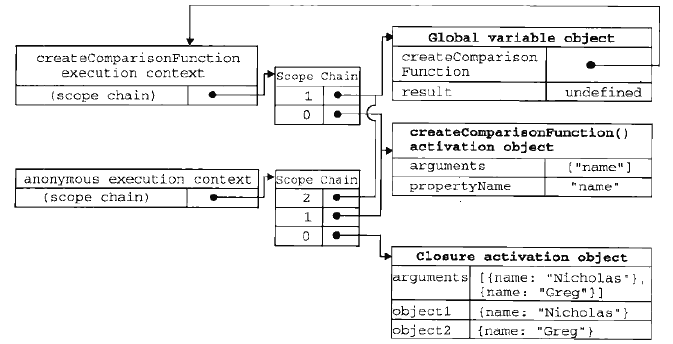 createComparisonFunction
execution context
(scope chain)
Scope Chain
1
0
Global variable object
createComparison
Function
result undefined
createComparisonFunction()
activation object
arguments ["name"]
propertyName "name"
anonymous execution context
(scope chain)
Scope Chain
2
1
0
Closure activation object
arguments [{name: "Nicholas"},
{name: "Greg"}]
object1 {name: "Nicholas"}
object2 {name: "Greg"}